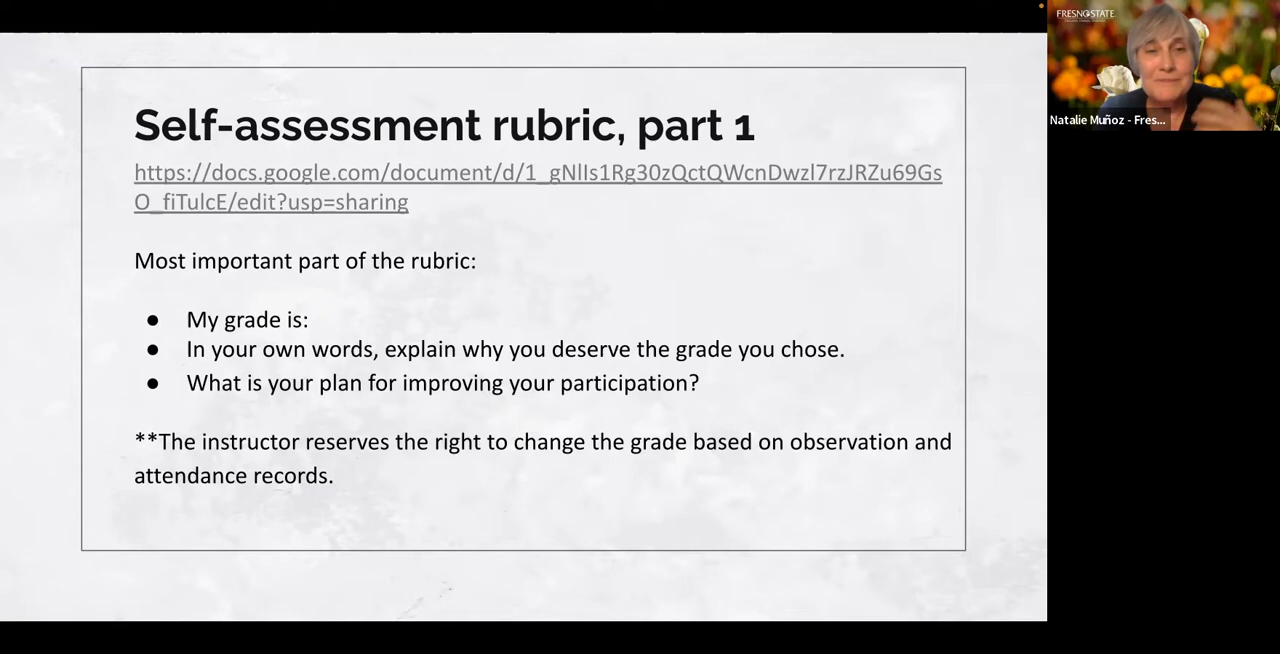 Self-assessment rubric, part 1
https://docs.google.com/document/d/1_gNlIs1Rg30zQctQWcnDwzl7rzJRZu69Gs
O_fiTulcE/edit?usp=sharing
Most important part of the rubric:
● My grade is:
● In your own words, explain why you deserve the grade you chose.
● What is your plan for improving your participation?
**The instructor reserves the right to change the grade based on observation and
attendance records.
FRESNO STATE
Natalie Muñoz - Fres...